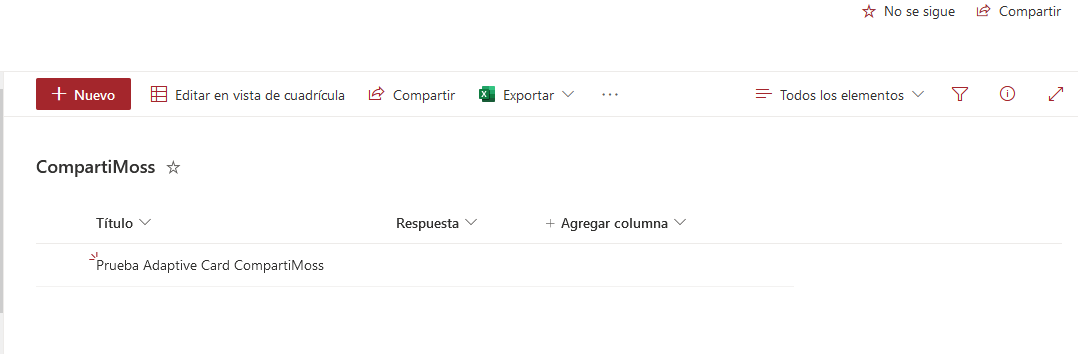 No se sigue Compartir
Nuevo Editar en vista de cuadrícula Compartir Exportar ··· Todos los elementos
CompartiMoss
Título Respuesta + Agregar columna
Prueba Adaptive Card CompartiMoss